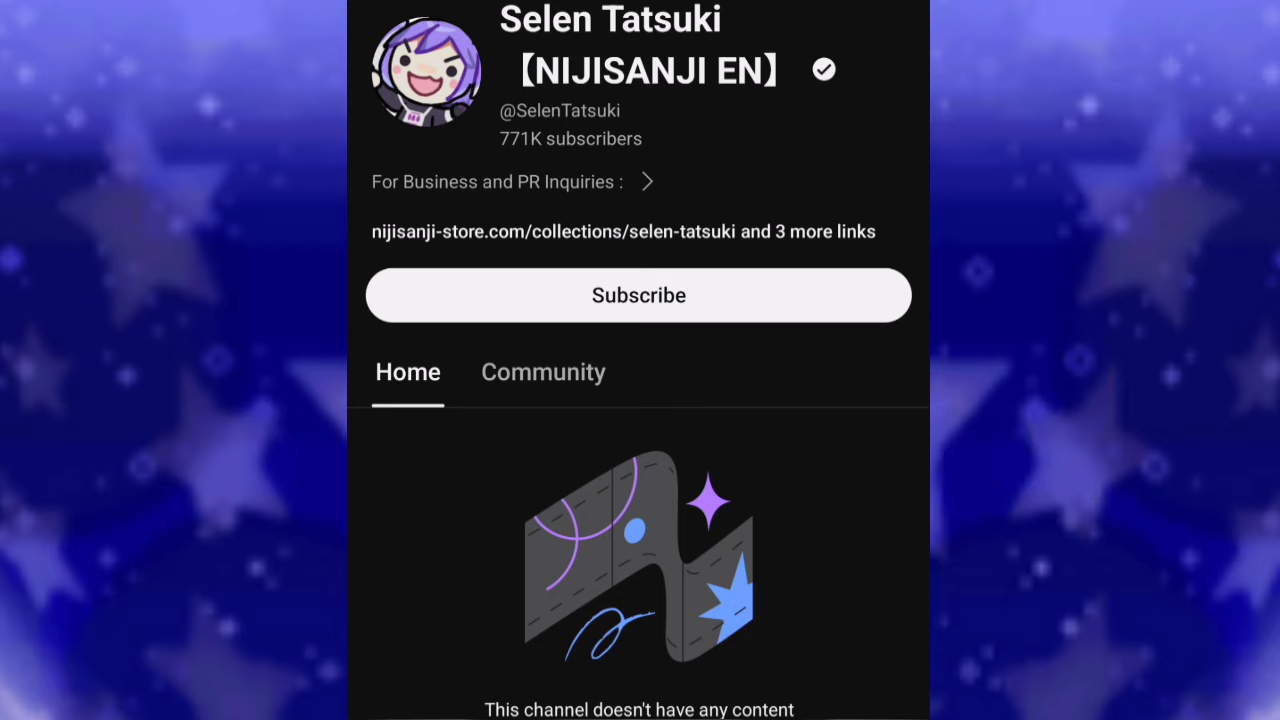 Selen Tatsuki
【NIJISANJI EN】
@SelenTatsuki
771K subscribers
For Business and PR Inquiries :
nijisanji-store.com/collections/selen-tatsuki and 3 more links
Subscribe
Home Community
This channel doesn't have any content